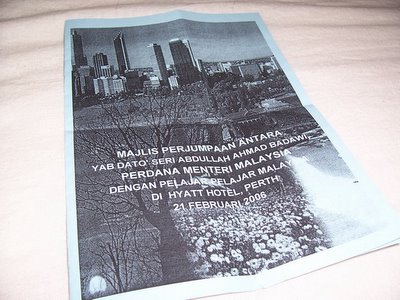 MAJLIS PERJUMPAAN ANTARA
YAB DATO' SERI ABDULLAH AHMAD BADAWI
PERDANA MENTERI MALAYSIA
DENGAN PELAJAR-PELAJAR MALAY
DI HYATT HOTEL, PERTH
21 FEBRUARI 2006